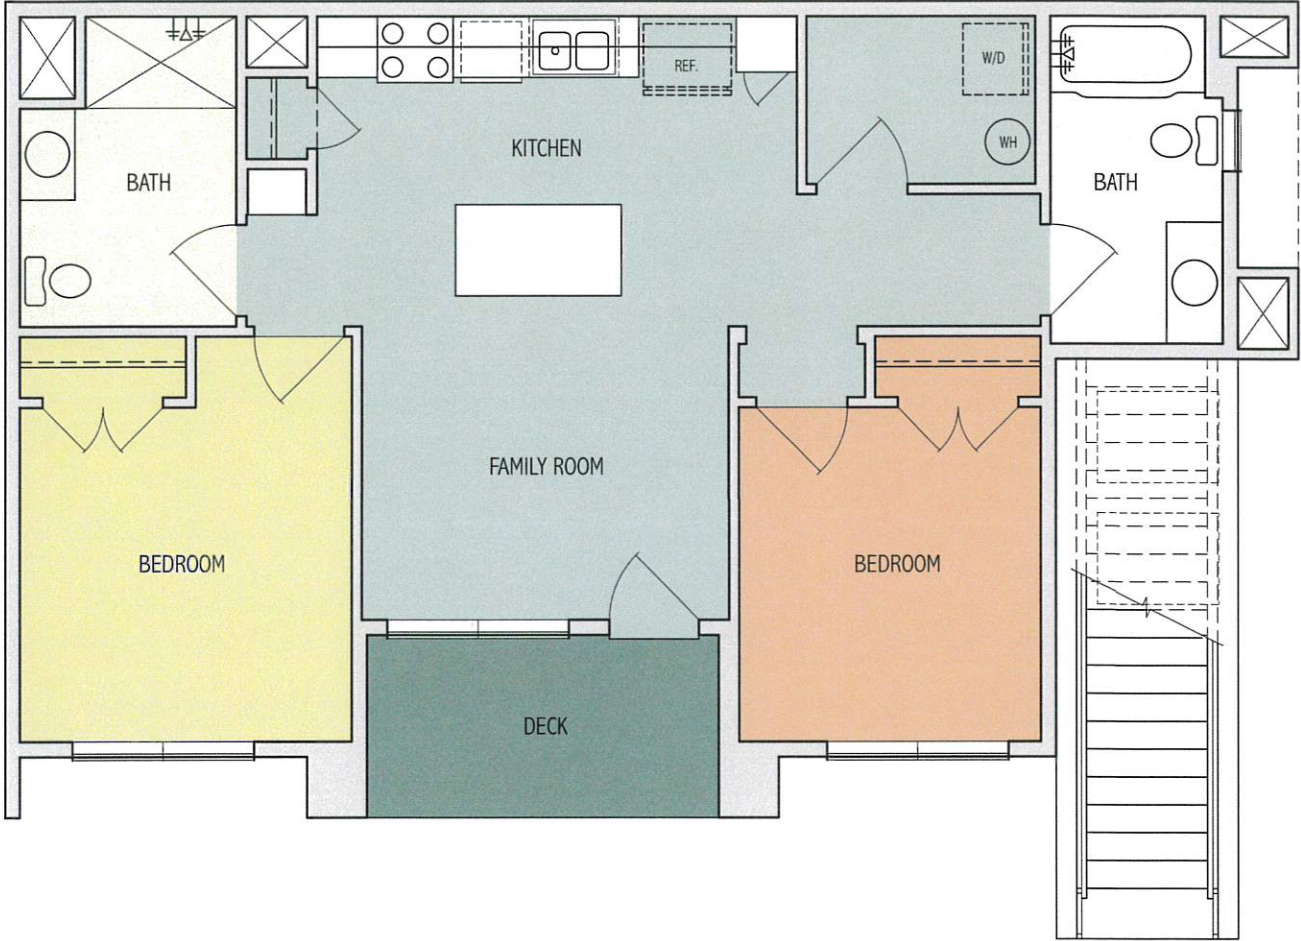 W/D
REF.
WH
KITCHEN
BATH
BATH
FAMILY ROOM
BEDROOM
BEDROOM
DECK